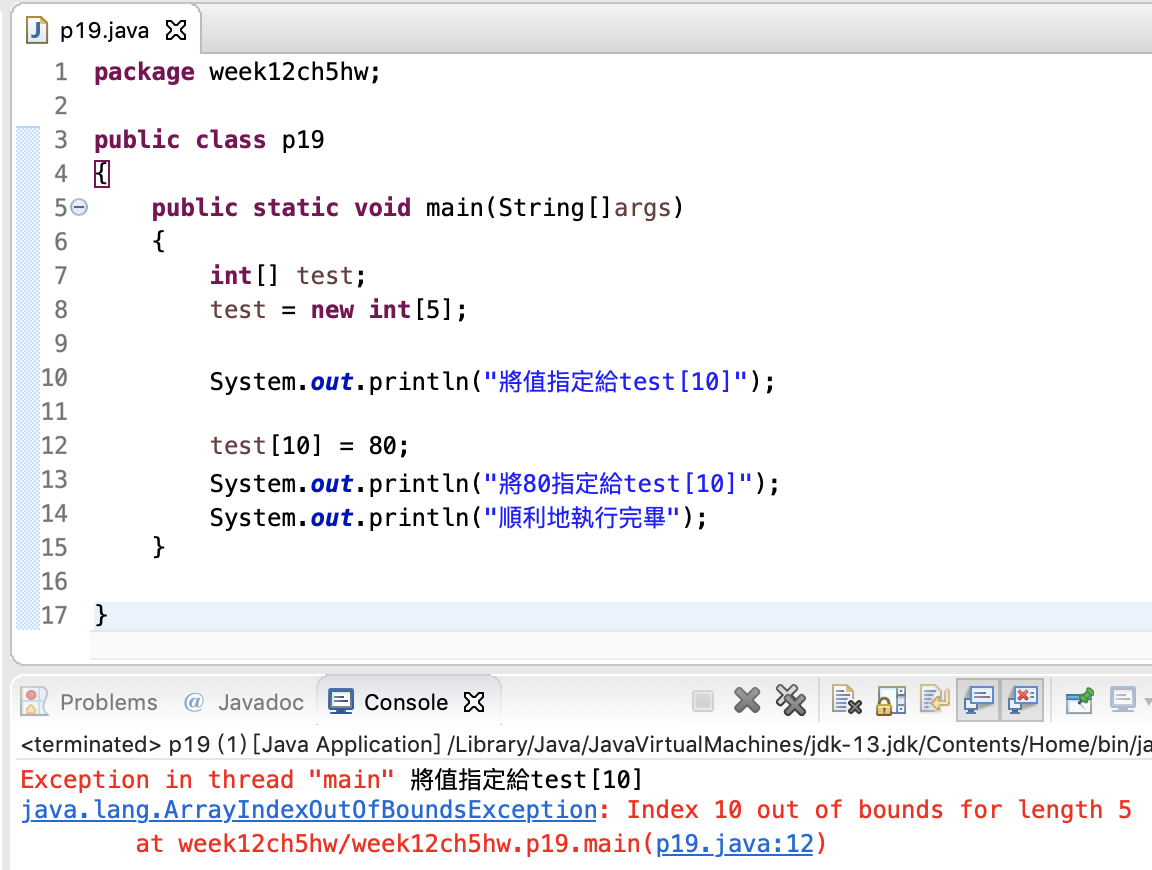 p19.java
1 package week12ch5hw;
2
3 public class p19
4 {
5 public static void main(String[]args)
6 {
7 int[] test;
8 test = new int[5];
9
10 System.out.println("將值指定給test[10]");
11
12 test[10] = 80;
13 System.out.println("將80指定給test[10]");
14 System.out.println("順利地執行完畢");
15 }
16
17 }
Problems @ Javadoc Console
<terminated> p19 (1) [Java Application] /Library/Java/JavaVirtualMachines/jdk-13.jdk/Contents/Home/bin/ja
Exception in thread "main" 將值指定給test[10]
java.lang.ArrayIndexOutOfBoundsException: Index 10 out of bounds for length 5
at week12ch5hw/week12ch5hw.p19.main(p19.java:12)